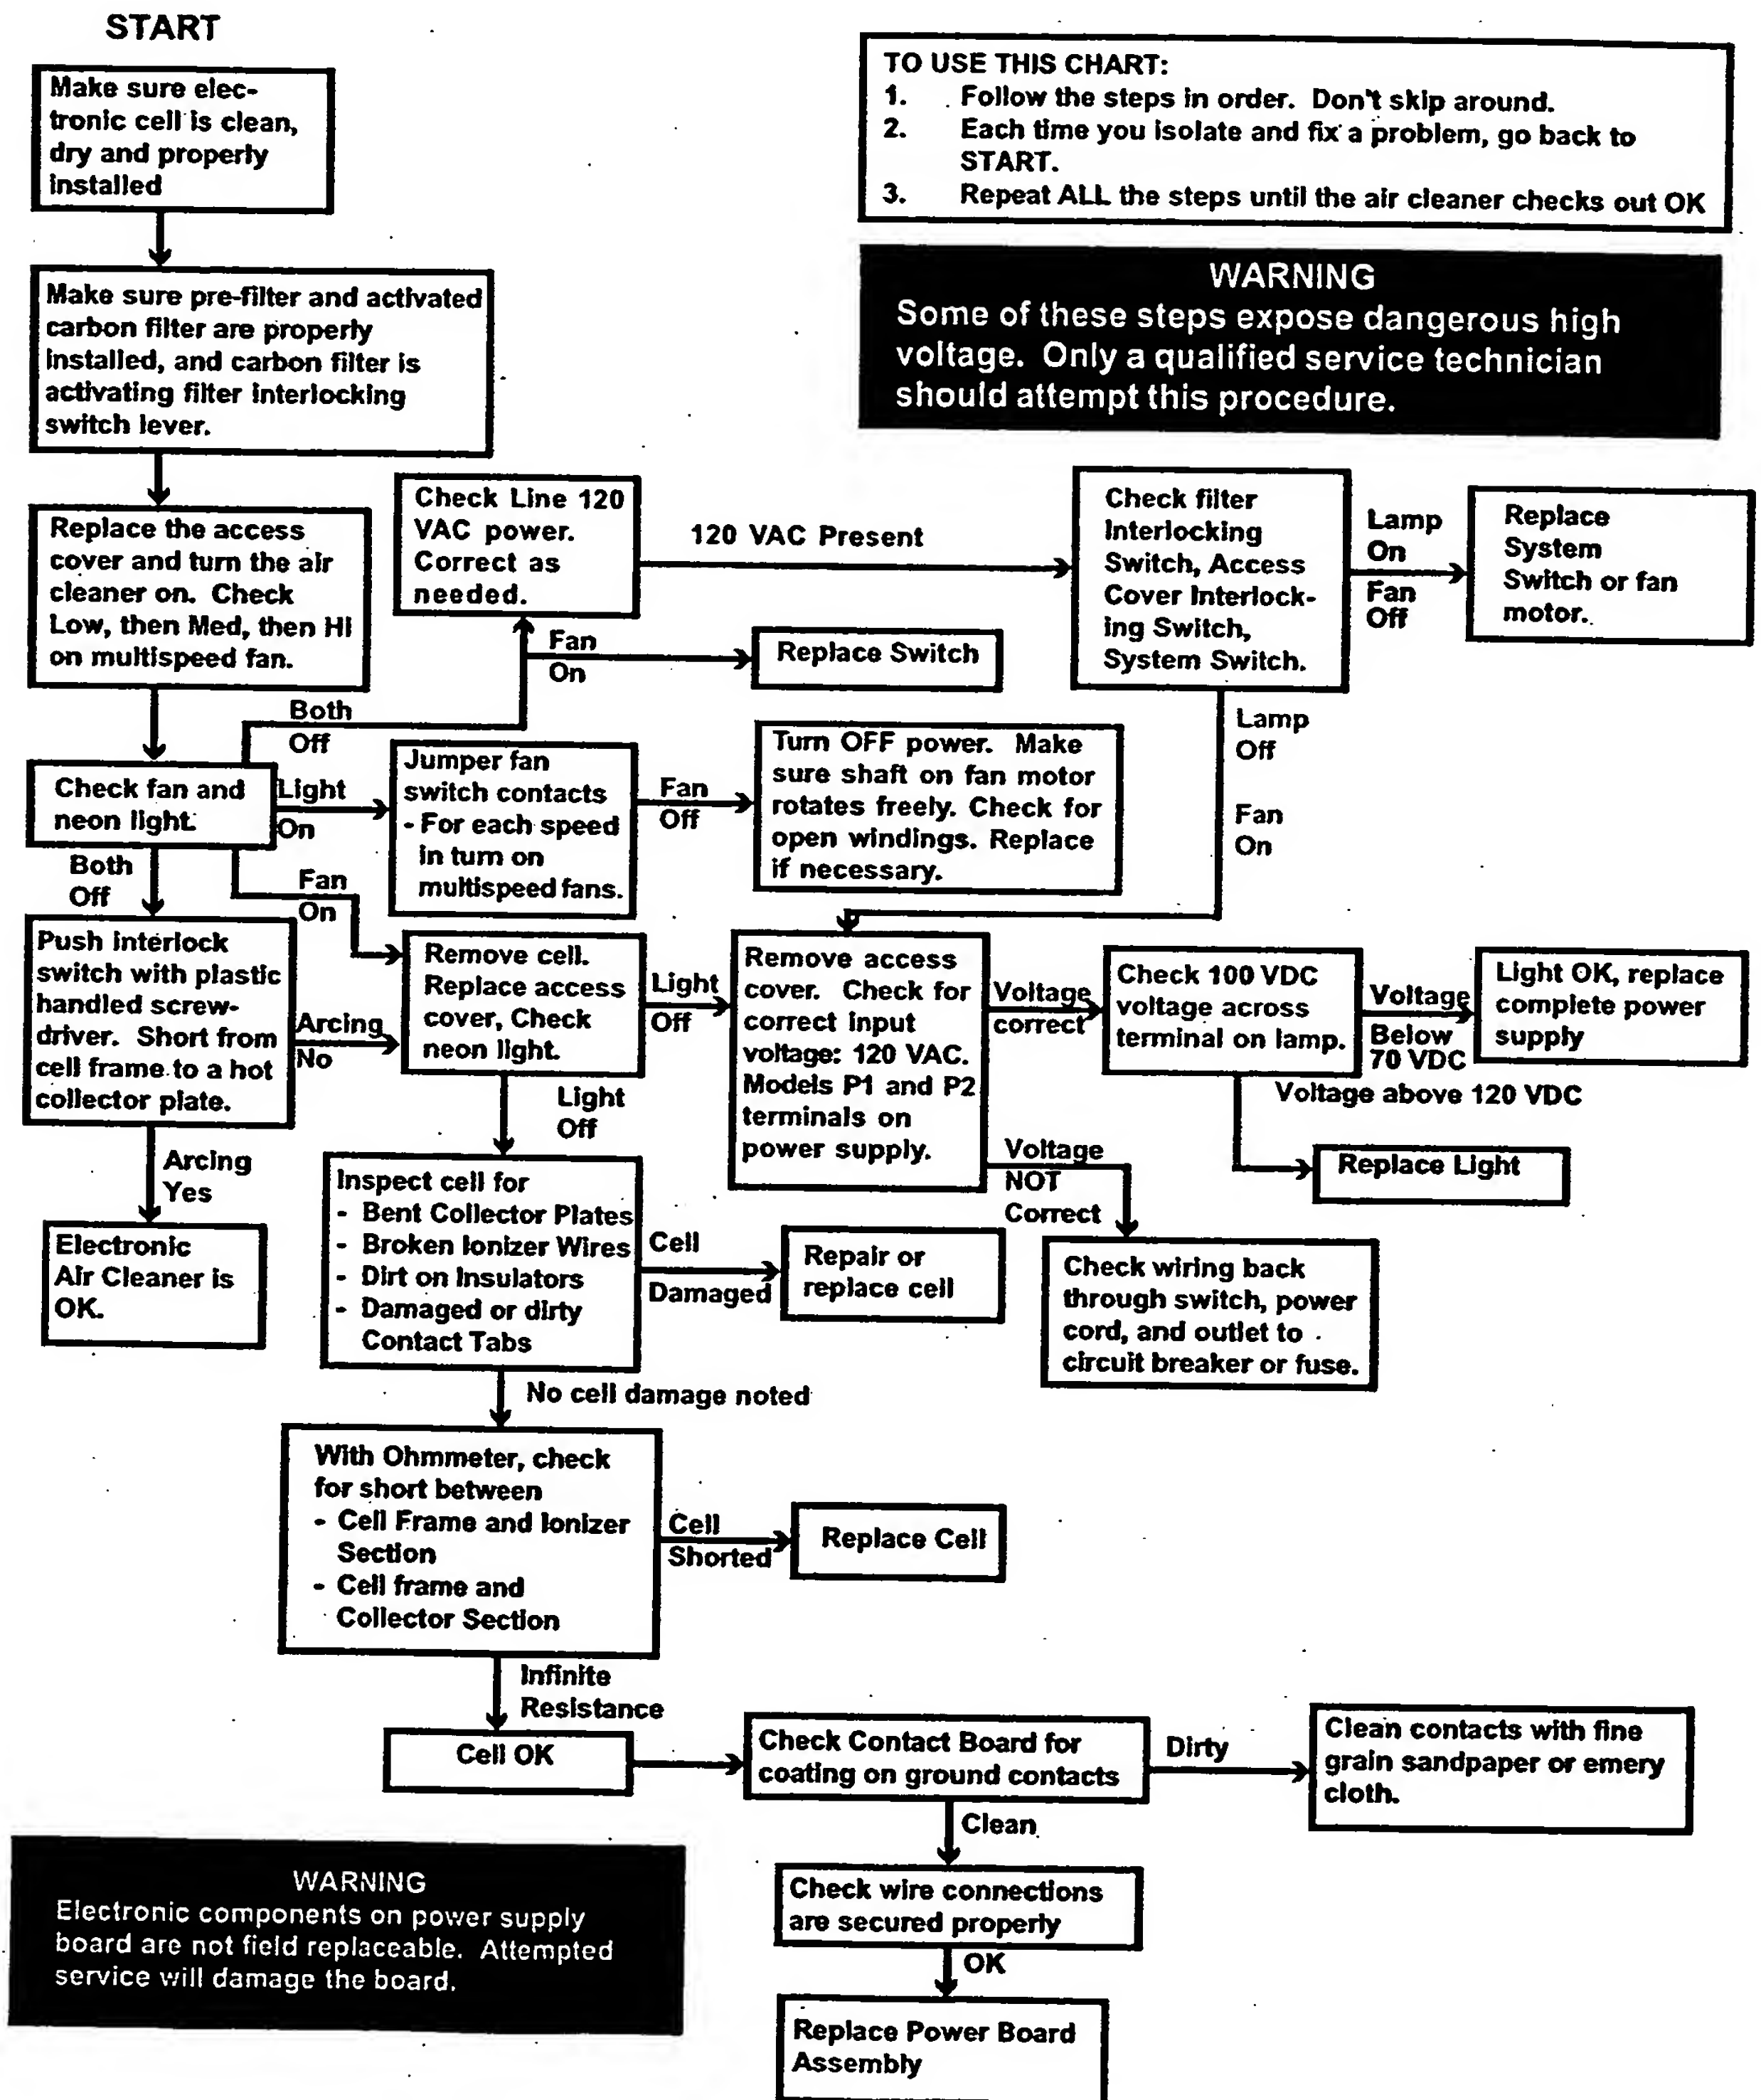 START
Make sure elec-
tronic cell is clean,
dry and properly
installed
TO USE THIS CHART:
1. Follow the steps in order. Don't skip around.
2. Each time you isolate and fix a problem, go back to
START.
3. Repeat ALL the steps until the air cleaner checks out OK
WARNING
Some of these steps expose dangerous high
voltage. Only a qualified service technician
should attempt this procedure.
Make sure pre-filter and activated
carbon filter are properly
installed, and carbon filter is
activating filter interlocking
switch lever.
Replace the access
cover and turn the air
cleaner on. Check
Low, then Med, then HI
on multispeed fan.
Check Line 120
VAC power.
Correct as
needed.
120 VAC Present
Check filter
Interlocking
Switch, Access
Cover Interlock-
ing Switch,
System Switch.
Lamp
On
Fan
Off
Replace
System
Switch or fan
motor.
Fan
On
Replace Switch
Both
Off
Check fan and
neon light.
Light
On
Jumper fan
switch contacts
- For each speed
in turn on
multispeed fans.
Fan
Off
Turn OFF power. Make
sure shaft on fan motor
rotates freely. Check for
open windings. Replace
if necessary.
Lamp
Off
Fan
On
Both
Off
Fan
On
Push interlock
switch with plastic
handled screw-
driver. Short from
cell frame to a hot
collector plate.
Arcing
No
Remove cell.
Replace access
cover, Check
neon light.
Light
Off
Remove access
cover. Check for
correct input
voltage: 120 VAC.
Models P1 and P2
terminals on
power supply.
Voltage
correct
Check 100 VDC
voltage across
terminal on lamp.
Voltage
Below
70 VDC
Light OK, replace
complete power
supply
Voltage above 120 VDC
Replace Light
Arcing
Yes
Electronic
Air Cleaner is
OK.
Light
Off
Inspect cell for
- Bent Collector Plates
- Broken Ionizer Wires
- Dirt on Insulators
- Damaged or dirty
Contact Tabs
Cell
Damaged
Repair or
replace cell
Voltage
NOT
Correct
Check wiring back
through switch, power
cord, and outlet to
circuit breaker or fuse.
No cell damage noted
With Ohmmeter, check
for short between
- Cell Frame and Ionizer
Section
- Cell frame and
Collector Section
Cell
Shorted
Replace Cell
Infinite
Resistance
Cell OK
Check Contact Board for
coating on ground contacts
Dirty
Clean contacts with fine
grain sandpaper or emery
cloth.
Clean
Check wire connections
are secured properly
OK
Replace Power Board
Assembly
WARNING
Electronic components on power supply
board are not field replaceable. Attempted
service will damage the board.